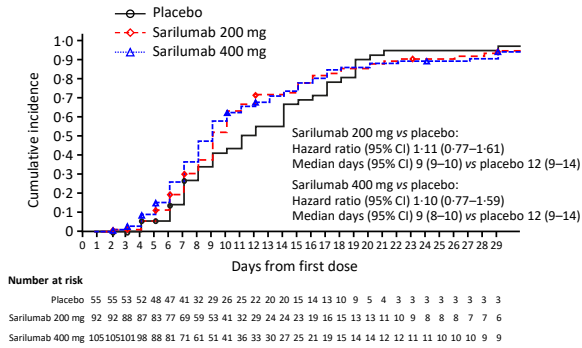 Placebo
Sarilumab 200 mg
Sarilumab 400 mg
Cumulative incidence
1·0
0·9
0·8
0·7
0·6
0·5
0·4
0·3
0·2
0·1
0
Sarilumab 200 mg vs placebo:
Hazard ratio (95% CI) 1·11 (0·77–1·61)
Median days (95% CI) 9 (9–10) vs placebo 12 (9–14)
Sarilumab 400 mg vs placebo:
Hazard ratio (95% CI) 1·10 (0·77–1·59)
Median days (95% CI) 9 (8–10) vs placebo 12 (9–14)
0 1 2 3 4 5 6 7 8 9 10 11 12 13 14 15 16 17 18 19 20 21 22 23 24 25 26 27 28 29
Days from first dose
Number at risk
Placebo 55 55 53 52 48 47 41 32 29 26 25 22 20 20 15 14 13 10 9 5 4 3 3 3 3 3 3 3 3
Sarilumab 200 mg 92 92 88 87 83 77 69 59 53 41 32 29 24 24 23 21 16 15 13 13 11 10 9 8 8 8 7 7 6
Sarilumab 400 mg 105 105 101 98 88 81 71 61 51 41 36 33 30 27 25 21 19 15 14 14 12 12 11 11 10 10 10 9 9